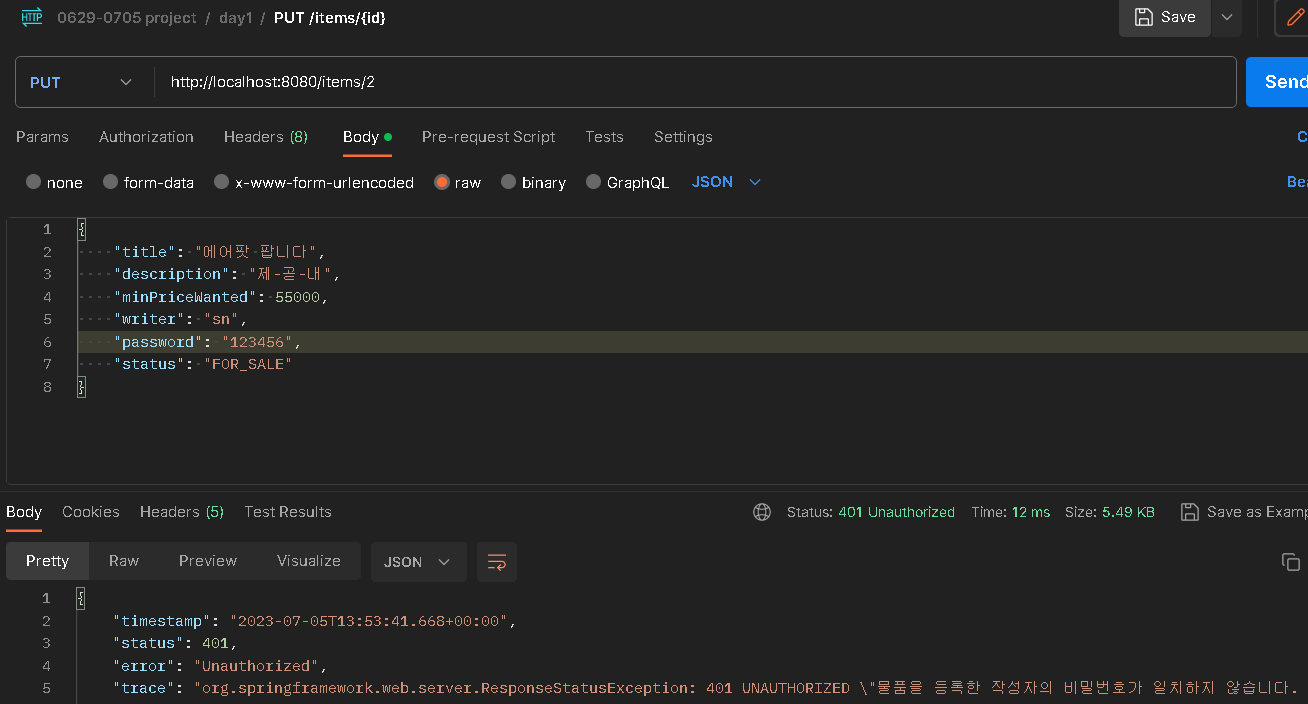 HTTP 0629-0705 project / day1 / PUT /items/{id} Save
PUT http://localhost:8080/items/2 Send
Params Authorization Headers (8) Body Pre-request Script Tests Settings
none form-data x-www-form-urlencoded raw binary GraphQL JSON
1 {
2 "title": "에어팟 팝니다",
3 "description": "제-곧-내",
4 "minPriceWanted": 55000,
5 "writer": "sn",
6 "password": "123456",
7 "status": "FOR_SALE"
8 }
Body Cookies Headers (5) Test Results Status: 401 Unauthorized Time: 12 ms Size: 5.49 KB Save as Examp
Pretty Raw Preview Visualize JSON
1 {
2 "timestamp": "2023-07-05T13:53:41.668+00:00",
3 "status": 401,
4 "error": "Unauthorized",
5 "trace": "org.springframework.web.server.ResponseStatusException: 401 UNAUTHORIZED \"물품을 등록한 작성자의 비밀번호가 일치하지 않습니다.